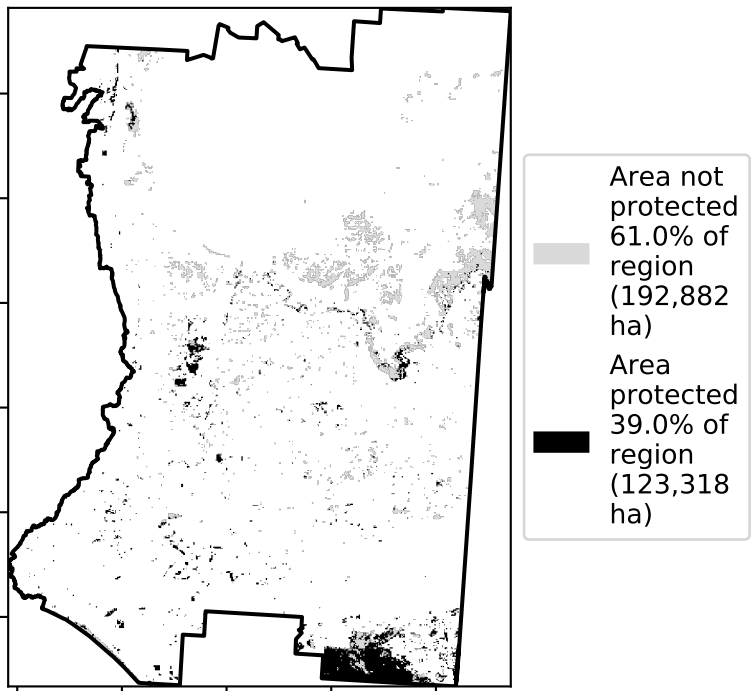 Area not
protected
61.0% of
region
(192,882
ha)
Area
protected
39.0% of
region
(123,318
ha)